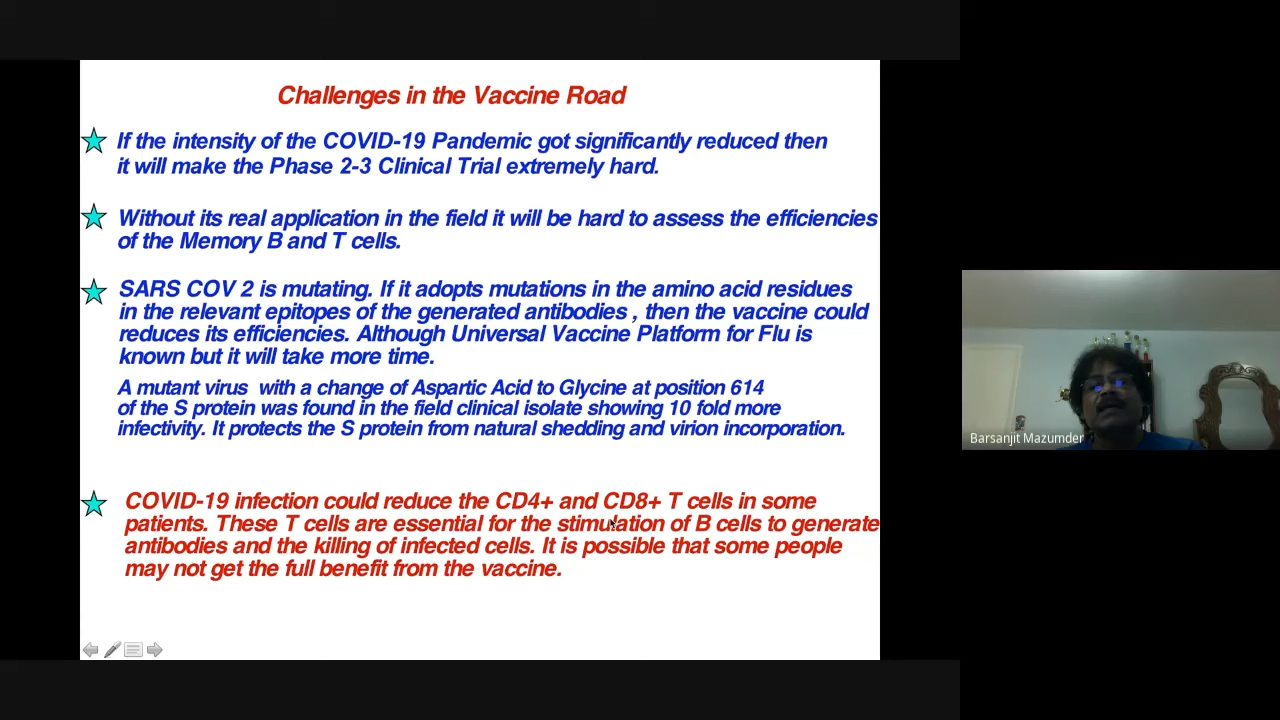 Challenges in the Vaccine Road
If the intensity of the COVID-19 Pandemic got significantly reduced then
it will make the Phase 2-3 Clinical Trial extremely hard.
Without its real application in the field it will be hard to assess the efficiencies
of the Memory B and T cells.
SARS COV 2 is mutating. If it adopts mutations in the amino acid residues
in the relevant epitopes of the generated antibodies , then the vaccine could
reduces its efficiencies. Although Universal Vaccine Platform for Flu is
known but it will take more time.
A mutant virus with a change of Aspartic Acid to Glycine at position 614
of the S protein was found in the field clinical isolate showing 10 fold more
infectivity. It protects the S protein from natural shedding and virion incorporation.
COVID-19 infection could reduce the CD4+ and CD8+ T cells in some
patients. These T cells are essential for the stimulation of B cells to generate
antibodies and the killing of infected cells. It is possible that some people
may not get the full benefit from the vaccine.
Barsanjit Mazumder